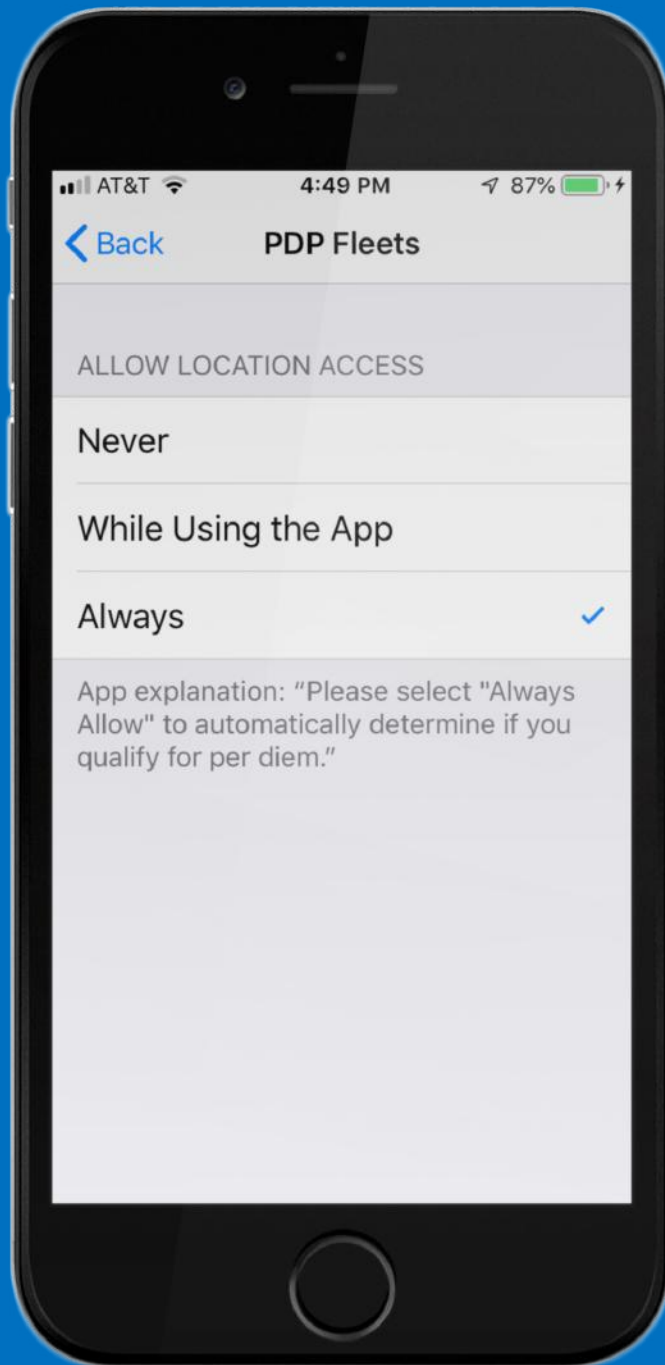 AT&T 4:49 PM 87%
Back PDP Fleets
ALLOW LOCATION ACCESS
Never
While Using the App
Always
App explanation: “Please select "Always
Allow" to automatically determine if you
qualify for per diem.”